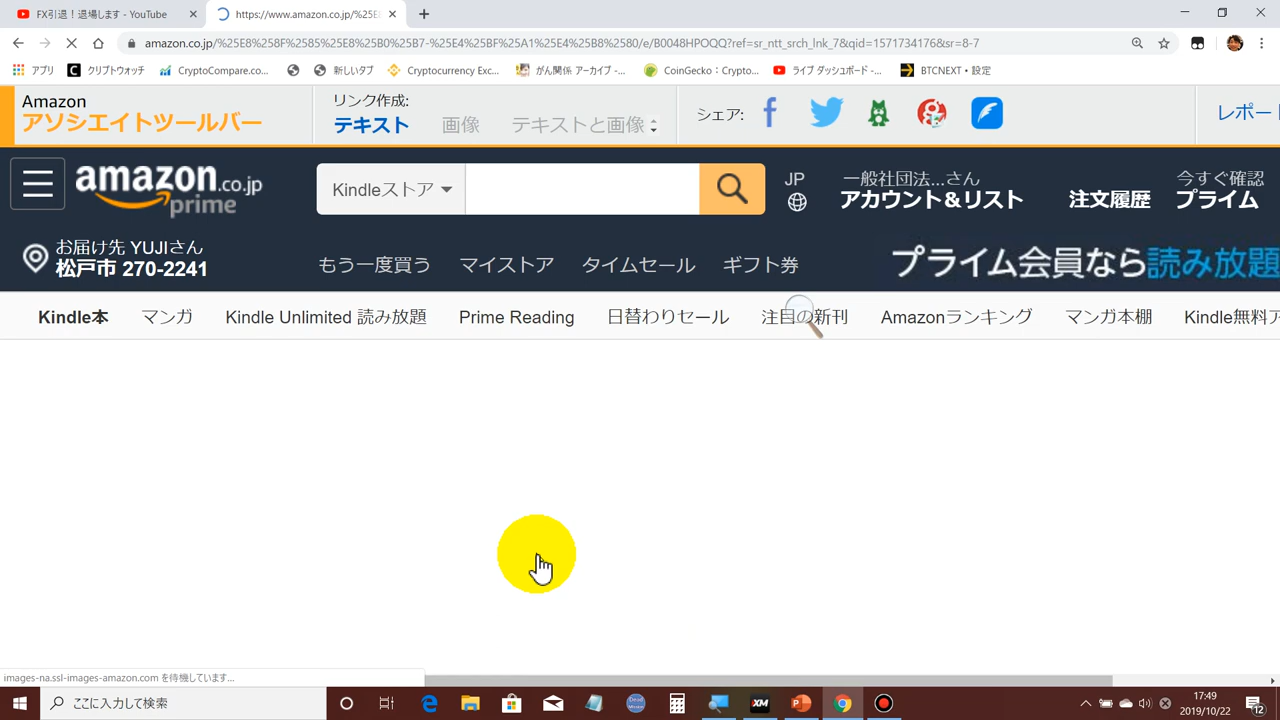 FX引退！退場します - YouTube
https://www.amazon.co.jp/%25E
amazon.co.jp/%25E8%258F%2585%25E8%25B0%25B7-%25E4%25BD%25A1%25E4%25B8%2580/e/B0048HPOQQ?ref=sr_ntt_srch_lnk_7&qid=1571734176&sr=8-7
アプリ クリプトウォッチ CryptoCompare.co... 新しいタブ Cryptocurrency Exc... がん関係 アーカイブ -... CoinGecko：Crypto... ライブ ダッシュボード -... BTCNEXT・設定
Amazon
アソシエイトツールバー
リンク作成:
テキスト 画像 テキストと画像
シェア:
レポート
amazon.co.jp
prime
Kindleストア
JP
一般社団法...さん
アカウント＆リスト
注文履歴
今すぐ確認
プライム
お届け先 YUJIさん
松戸市 270-2241
もう一度買う マイストア タイムセール ギフト券
プライム会員なら読み放題
Kindle本 マンガ Kindle Unlimited 読み放題 Prime Reading 日替わりセール 注目の新刊 Amazonランキング マンガ本棚 Kindle無料ア
images-na.ssl-images-amazon.com を待機しています...
ここに入力して検索
XM
17:49
2019/10/22
12